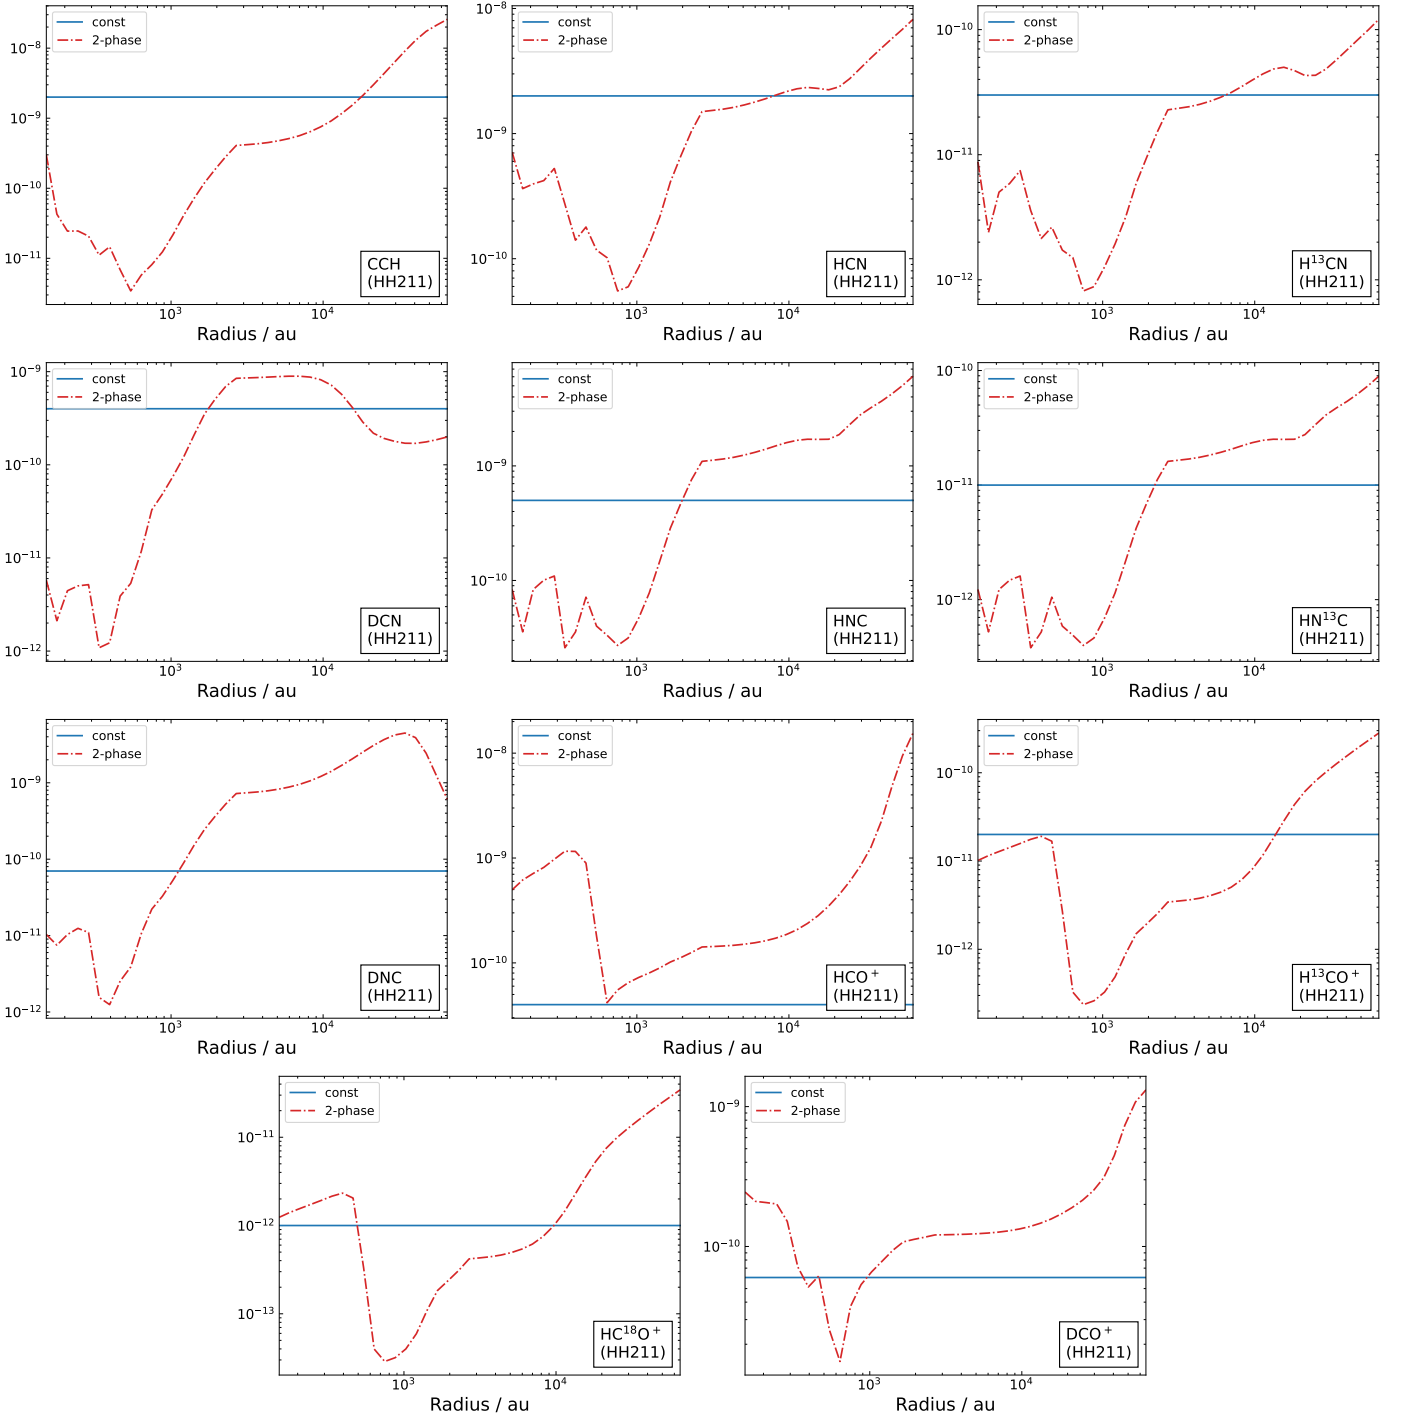 const
2-phase
10⁻⁸
10⁻⁹
10⁻¹⁰
10⁻¹¹
10³
10⁴
CCH
(HH211)
Radius / au
const
2-phase
10⁻⁸
10⁻⁹
10⁻¹⁰
10³
10⁴
HCN
(HH211)
Radius / au
const
2-phase
10⁻¹⁰
10⁻¹¹
10⁻¹²
10³
10⁴
H¹³CN
(HH211)
Radius / au
const
2-phase
10⁻⁹
10⁻¹⁰
10⁻¹¹
10⁻¹²
10³
10⁴
DCN
(HH211)
Radius / au
const
2-phase
10⁻⁹
10⁻¹⁰
10³
10⁴
HNC
(HH211)
Radius / au
const
2-phase
10⁻¹⁰
10⁻¹¹
10⁻¹²
10³
10⁴
HN¹³C
(HH211)
Radius / au
const
2-phase
10⁻⁹
10⁻¹⁰
10⁻¹¹
10⁻¹²
10³
10⁴
DNC
(HH211)
Radius / au
const
2-phase
10⁻⁸
10⁻⁹
10⁻¹⁰
10³
10⁴
HCO⁺
(HH211)
Radius / au
const
2-phase
10⁻¹⁰
10⁻¹¹
10⁻¹²
10³
10⁴
H¹³CO⁺
(HH211)
Radius / au
const
2-phase
10⁻¹¹
10⁻¹²
10⁻¹³
10³
10⁴
HC¹⁸O⁺
(HH211)
Radius / au
const
2-phase
10⁻⁹
10⁻¹⁰
10³
10⁴
DCO⁺
(HH211)
Radius / au